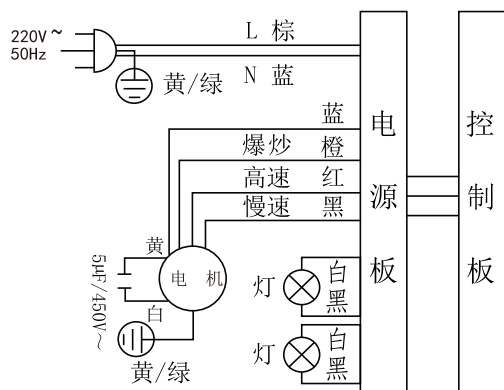 220V~
50Hz
L 棕
N 蓝
黄/绿
蓝
爆炒 橙
高速 红
慢速 黑
电源板
控制板
黄
电 机
5μF/450V~
白
黄/绿
灯
白
黑
灯
白
黑